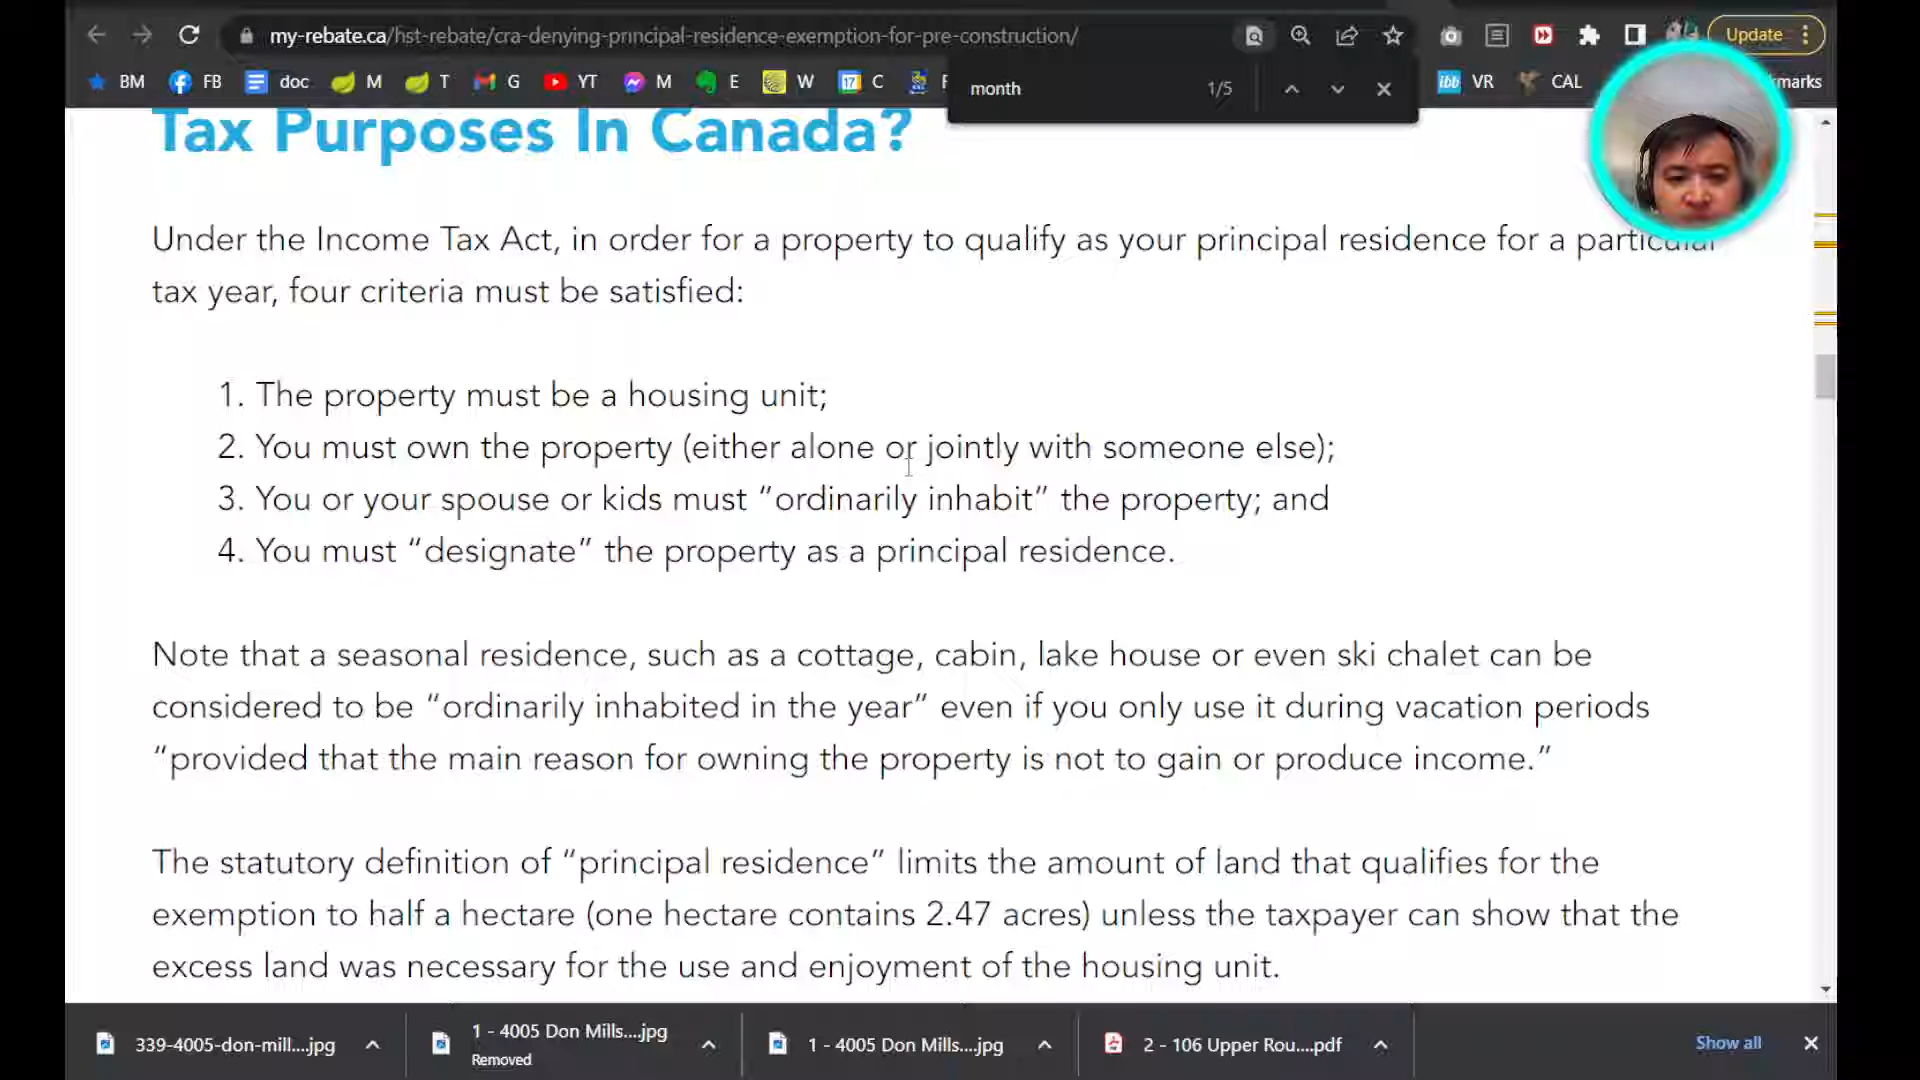 my-rebate.ca/hst-rebate/cra-denying-principal-residence-exemption-for-pre-construction/
Update
BM FB doc M T G YT M E W C VR CAL marks
month 1/5
Tax Purposes In Canada?
Under the Income Tax Act, in order for a property to qualify as your principal residence for a particular
tax year, four criteria must be satisfied:
1. The property must be a housing unit;
2. You must own the property (either alone or jointly with someone else);
3. You or your spouse or kids must “ordinarily inhabit” the property; and
4. You must “designate” the property as a principal residence.
Note that a seasonal residence, such as a cottage, cabin, lake house or even ski chalet can be
considered to be “ordinarily inhabited in the year” even if you only use it during vacation periods
“provided that the main reason for owning the property is not to gain or produce income.”
The statutory definition of “principal residence” limits the amount of land that qualifies for the
exemption to half a hectare (one hectare contains 2.47 acres) unless the taxpayer can show that the
excess land was necessary for the use and enjoyment of the housing unit.
339-4005-don-mill....jpg
1 - 4005 Don Mills....jpg
Removed
1 - 4005 Don Mills....jpg
2 - 106 Upper Rou....pdf
Show all